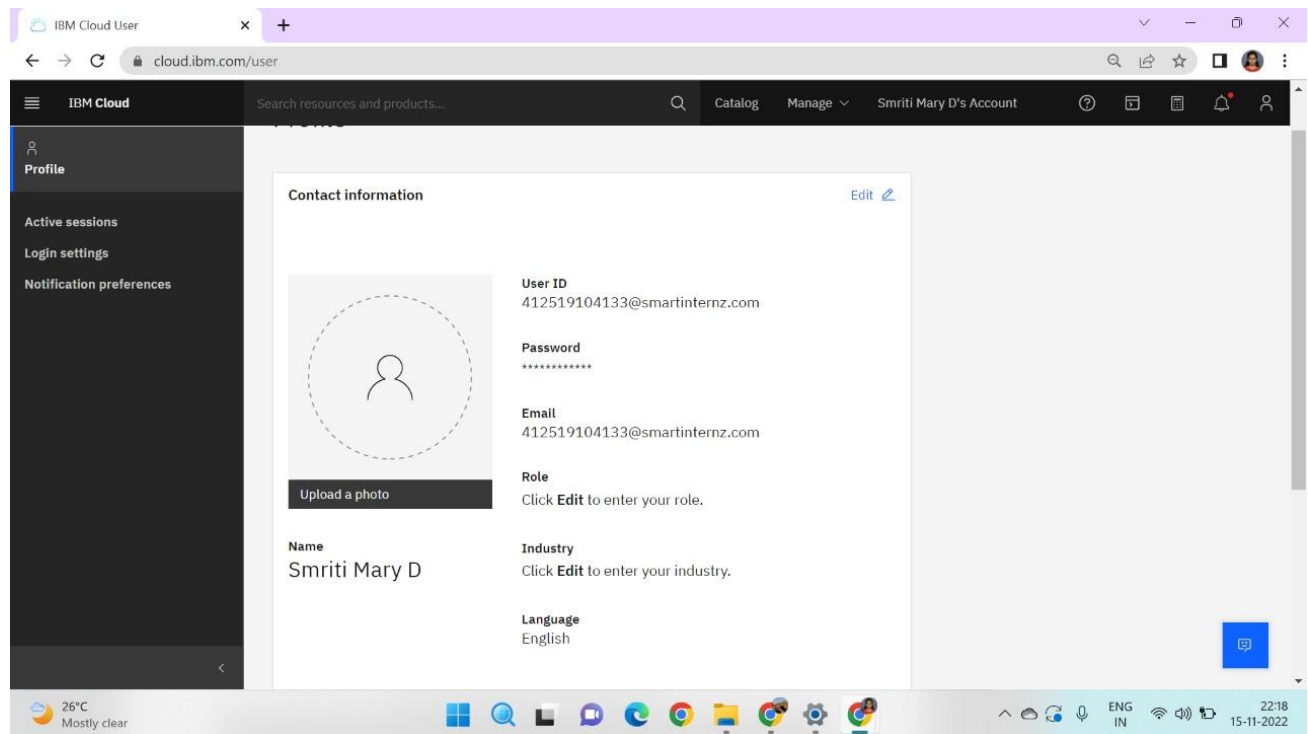 IBM Cloud User
cloud.ibm.com/user
IBM Cloud
Search resources and products...
Catalog
Manage
Smriti Mary D's Account
Profile
Profile
Active sessions
Login settings
Notification preferences
Contact information
Edit
Upload a photo
Name
Smriti Mary D
User ID
412519104133@smartinternz.com
Password
************
Email
412519104133@smartinternz.com
Role
Click Edit to enter your role.
Industry
Click Edit to enter your industry.
Language
English
26°C
Mostly clear
ENG
IN
22:18
15-11-2022